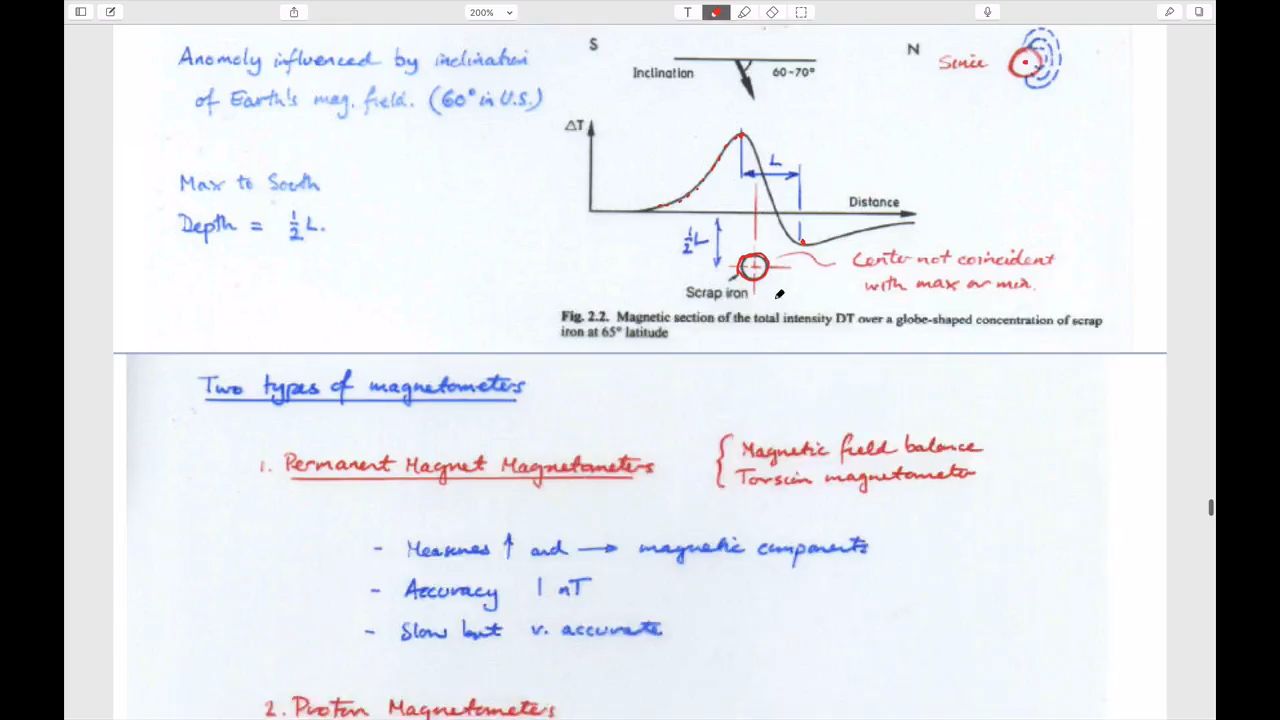 200%
T
Anomoly influenced by inclination
of Earth's mag. field. (60° in U.S.)
Max to South
Depth = ½ L.
S
N
Inclination
60–70°
ΔT
L
Distance
½L
Scrap iron
Center not coincident
with max or min.
Fig. 2.2. Magnetic section of the total intensity DT over a globe-shaped concentration of scrap
iron at 65° latitude
Two types of magnetometers
1. Permanent Magnet Magnetometers
Magnetic field balance
Torsion magnetometer
- Measures ↑ and → magnetic components
- Accuracy 1 nT
- Slow but v. accurate
2. Proton Magnetometers